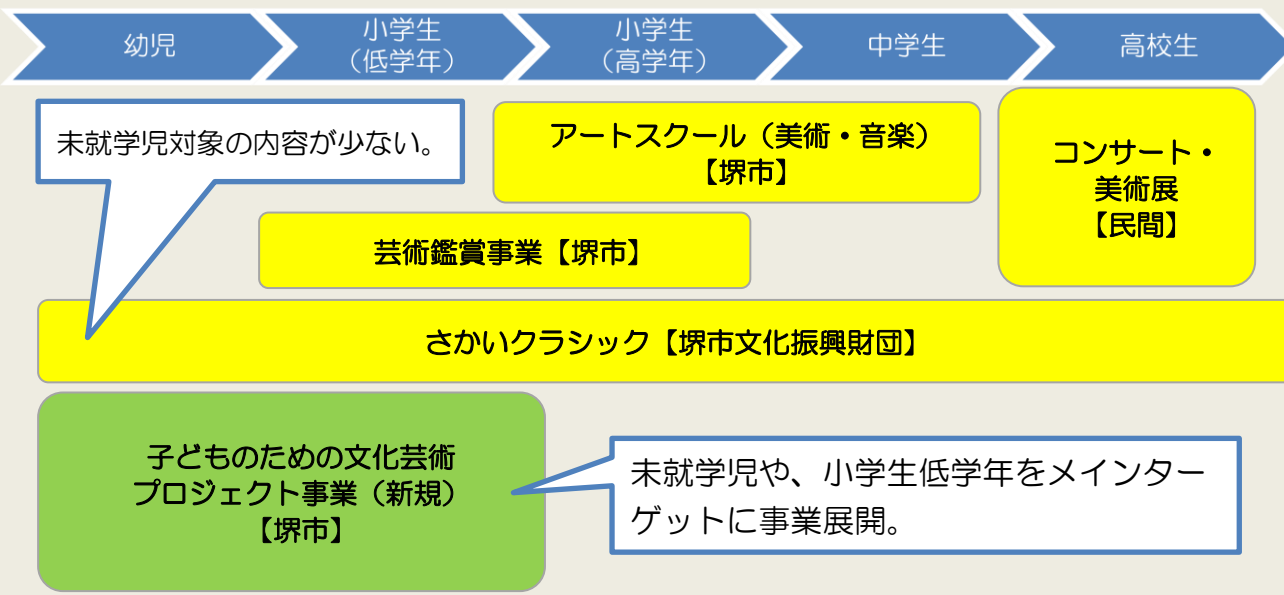 幼児
小学生
（低学年）
小学生
（高学年）
中学生
高校生
未就学児対象の内容が少ない。
アートスクール（美術・音楽）
【堺市】
コンサート・
美術展
【民間】
芸術鑑賞事業【堺市】
さかいクラシック【堺市文化振興財団】
子どものための文化芸術
プロジェクト事業（新規）
【堺市】
未就学児や、小学生低学年をメインター
ゲットに事業展開。